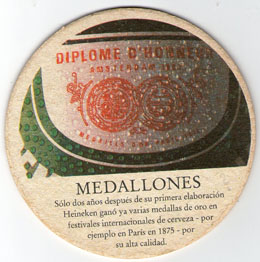 DIPLOME D'HONNEUR
AMSTERDAM
MEDALLONES
Sólo dos años después de su primera elaboración
Heineken ganó ya varias medallas de oro en
festivales internacionales de cerveza - por
ejemplo en París en 1875 - por
su alta calidad.